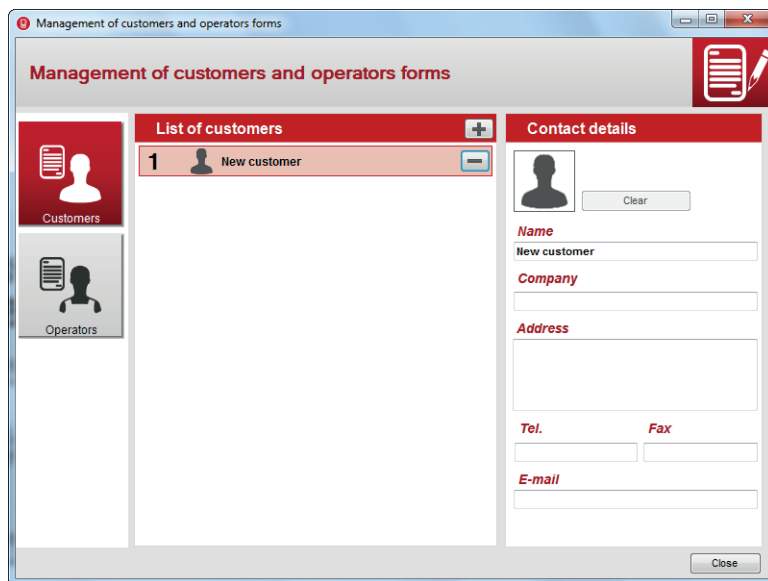 Management of customers and operators forms
Management of customers and operators forms
Customers
Operators
List of customers
1 New customer
Contact details
Clear
Name
New customer
Company
Address
Tel. Fax
E-mail
Close